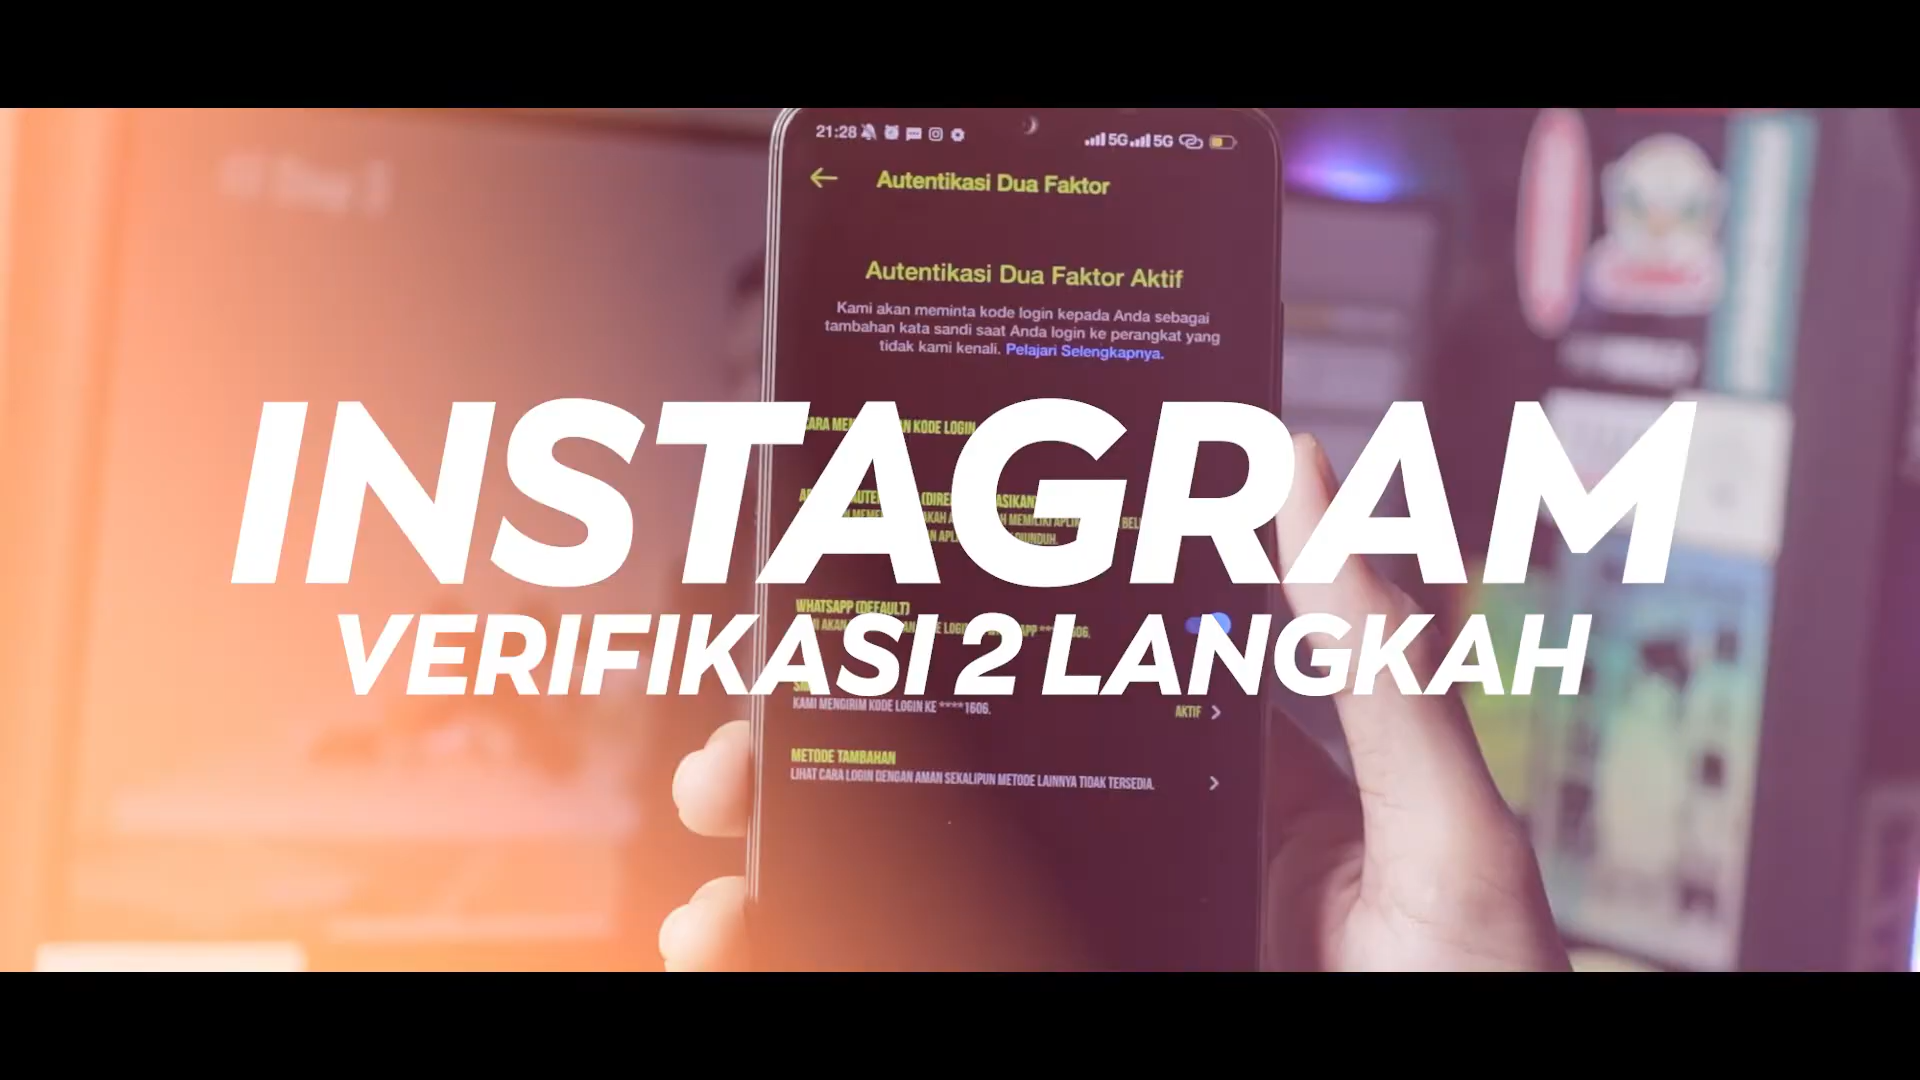 21:28 5G 5G
Autentikasi Dua Faktor
Autentikasi Dua Faktor Aktif
Kami akan meminta kode login kepada Anda sebagai
tambahan kata sandi saat Anda login ke perangkat yang
tidak kami kenali. Pelajari Selengkapnya.
KODE LOGIN
INSTAGRAM
WHATSAPP (DEFAULT)
VERIFIKASI 2 LANGKAH
KAMI MENGIRIM KODE LOGIN KE ****1606.
AKTIF
METODE TAMBAHAN
LIHAT CARA LOGIN DENGAN AMAN SEKALIPUN METODE LAINNYA TIDAK TERSEDIA.